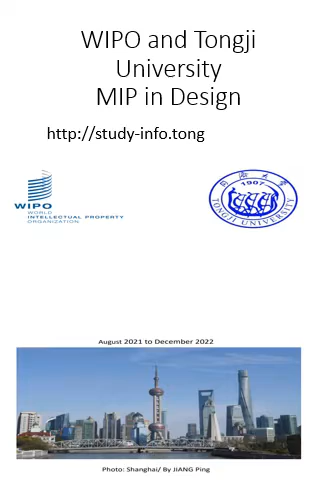 WIPO and Tongji
University
MIP in Design
http://study-info.tong
WIPO
WORLD
INTELLECTUAL PROPERTY
ORGANIZATION
1907
TONGJI UNIVERSITY
August 2021 to December 2022
Photo: Shanghai/ By JIANG Ping